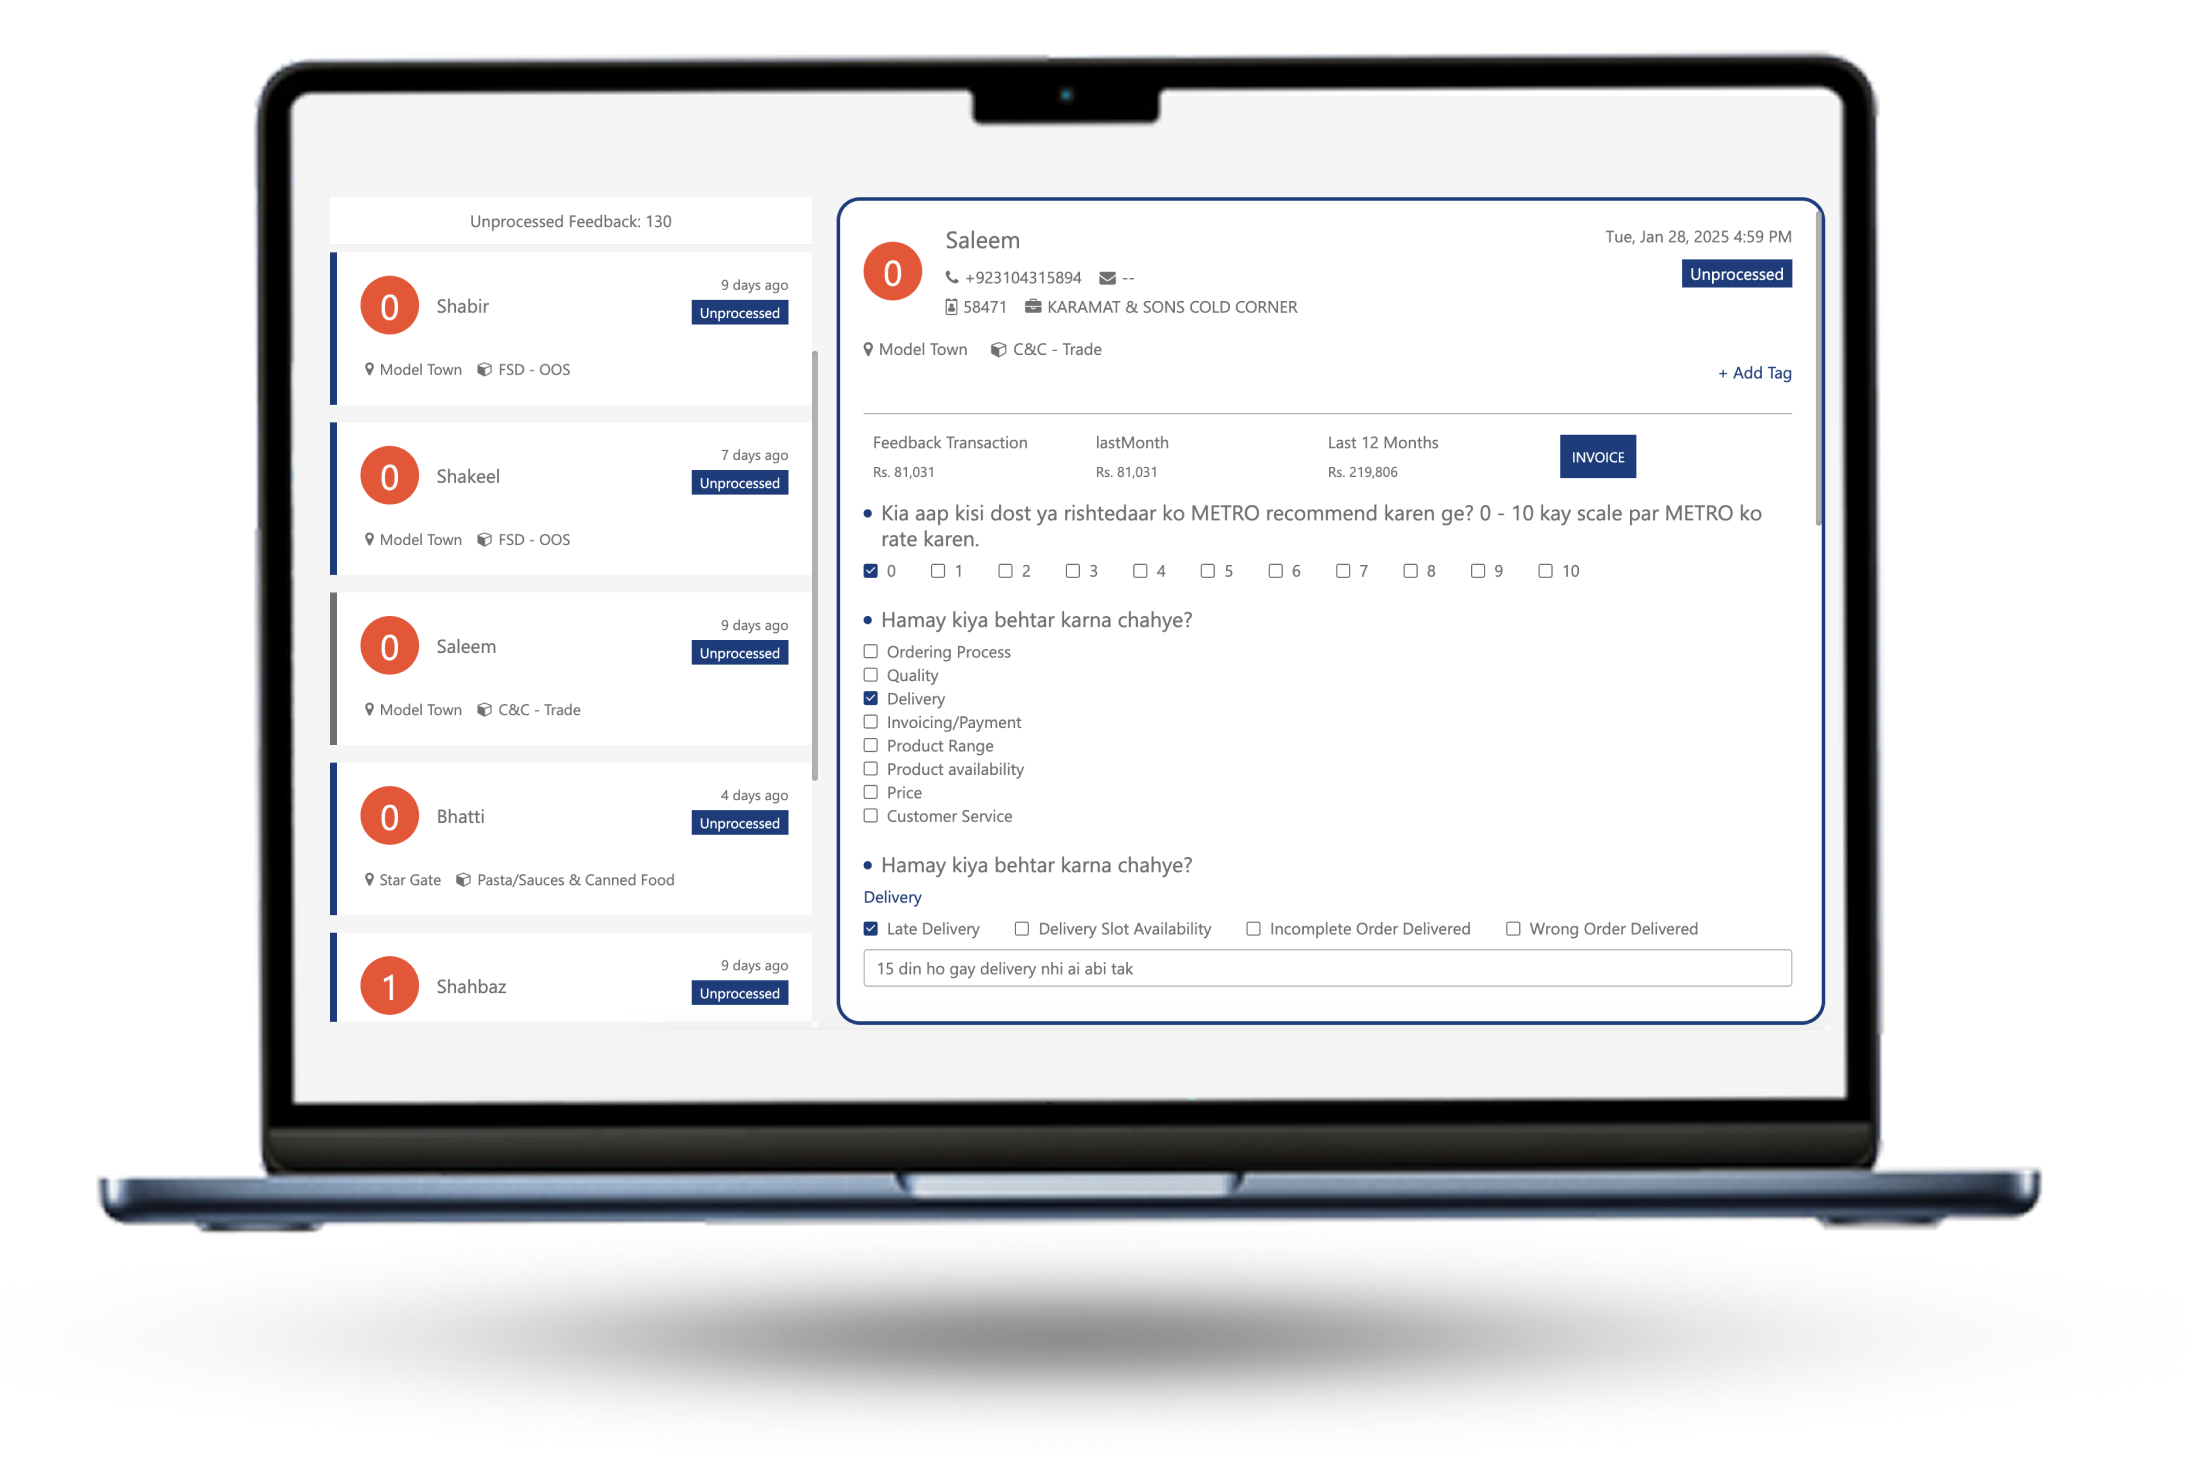 Unprocessed Feedback: 130
0
Shabir
9 days ago
Unprocessed
Model Town FSD - OOS
0
Shakeel
7 days ago
Unprocessed
Model Town FSD - OOS
0
Saleem
9 days ago
Unprocessed
Model Town C&C - Trade
0
Bhatti
4 days ago
Unprocessed
Star Gate Pasta/Sauces & Canned Food
1
Shahbaz
9 days ago
Unprocessed
0
Saleem
Tue, Jan 28, 2025 4:59 PM
+923104315894 --
Unprocessed
58471 KARAMAT & SONS COLD CORNER
Model Town C&C - Trade
+ Add Tag
Feedback Transaction lastMonth Last 12 Months
Rs. 81,031 Rs. 81,031 Rs. 219,806
INVOICE
Kia aap kisi dost ya rishtedaar ko METRO recommend karen ge? 0 - 10 kay scale par METRO ko
rate karen.
0 1 2 3 4 5 6 7 8 9 10
Hamay kiya behtar karna chahye?
Ordering Process
Quality
Delivery
Invoicing/Payment
Product Range
Product availability
Price
Customer Service
Hamay kiya behtar karna chahye?
Delivery
Late Delivery Delivery Slot Availability Incomplete Order Delivered Wrong Order Delivered
15 din ho gay delivery nhi ai abi tak